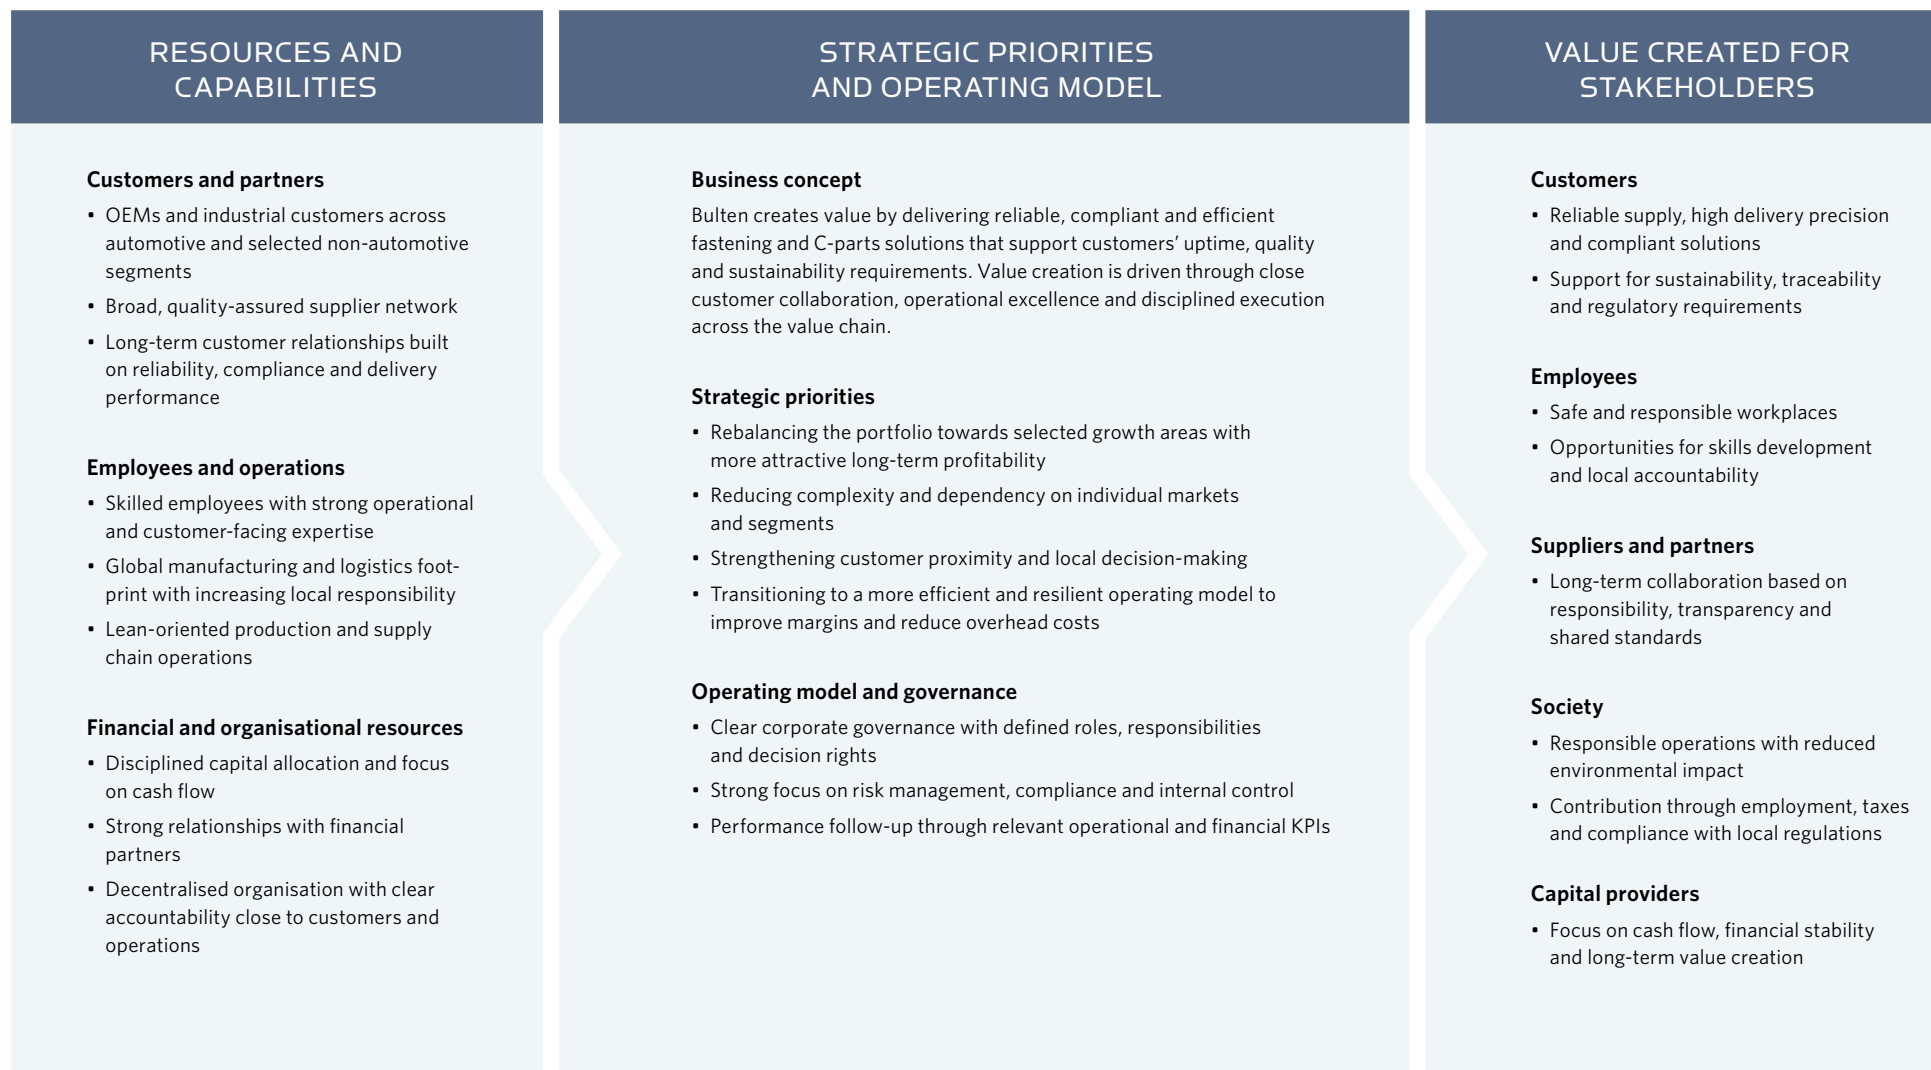 RESOURCES AND
CAPABILITIES
Customers and partners
• OEMs and industrial customers across
automotive and selected non-automotive
segments
• Broad, quality-assured supplier network
• Long-term customer relationships built
on reliability, compliance and delivery
performance
Employees and operations
• Skilled employees with strong operational
and customer-facing expertise
• Global manufacturing and logistics foot-
print with increasing local responsibility
• Lean-oriented production and supply
chain operations
Financial and organisational resources
• Disciplined capital allocation and focus
on cash flow
• Strong relationships with financial
partners
• Decentralised organisation with clear
accountability close to customers and
operations
STRATEGIC PRIORITIES
AND OPERATING MODEL
Business concept
Bulten creates value by delivering reliable, compliant and efficient
fastening and C-parts solutions that support customers’ uptime, quality
and sustainability requirements. Value creation is driven through close
customer collaboration, operational excellence and disciplined execution
across the value chain.
Strategic priorities
• Rebalancing the portfolio towards selected growth areas with
more attractive long-term profitability
• Reducing complexity and dependency on individual markets
and segments
• Strengthening customer proximity and local decision-making
• Transitioning to a more efficient and resilient operating model to
improve margins and reduce overhead costs
Operating model and governance
• Clear corporate governance with defined roles, responsibilities
and decision rights
• Strong focus on risk management, compliance and internal control
• Performance follow-up through relevant operational and financial KPIs
VALUE CREATED FOR
STAKEHOLDERS
Customers
• Reliable supply, high delivery precision
and compliant solutions
• Support for sustainability, traceability
and regulatory requirements
Employees
• Safe and responsible workplaces
• Opportunities for skills development
and local accountability
Suppliers and partners
• Long-term collaboration based on
responsibility, transparency and
shared standards
Society
• Responsible operations with reduced
environmental impact
• Contribution through employment, taxes
and compliance with local regulations
Capital providers
• Focus on cash flow, financial stability
and long-term value creation